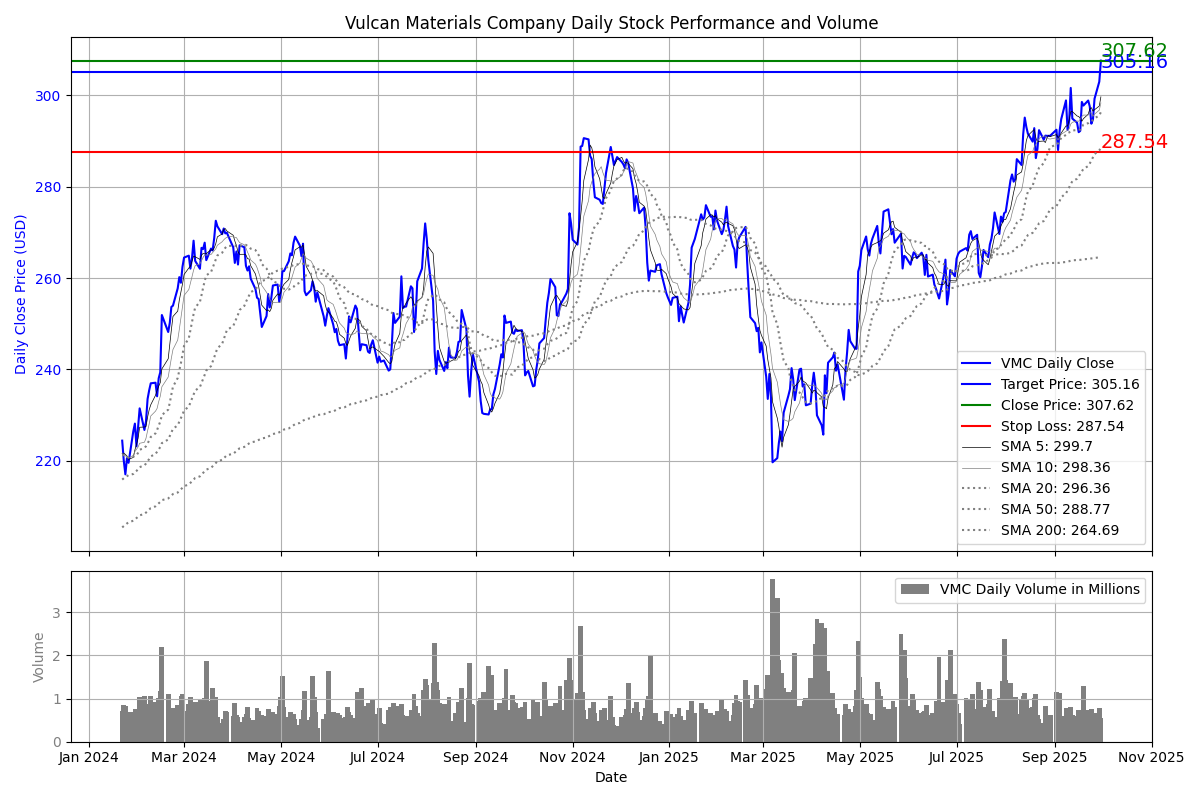 Vulcan Materials Company Daily Stock Performance and Volume
307.62
305.16
300
287.54
280
260
240
220
Daily Close Price (USD)
VMC Daily Close
Target Price: 305.16
Close Price: 307.62
Stop Loss: 287.54
SMA 5: 299.7
SMA 10: 298.36
SMA 20: 296.36
SMA 50: 288.77
SMA 200: 264.69
VMC Daily Volume in Millions
3
2
1
0
Volume
Jan 2024 Mar 2024 May 2024 Jul 2024 Sep 2024 Nov 2024 Jan 2025 Mar 2025 May 2025 Jul 2025 Sep 2025 Nov 2025
Date